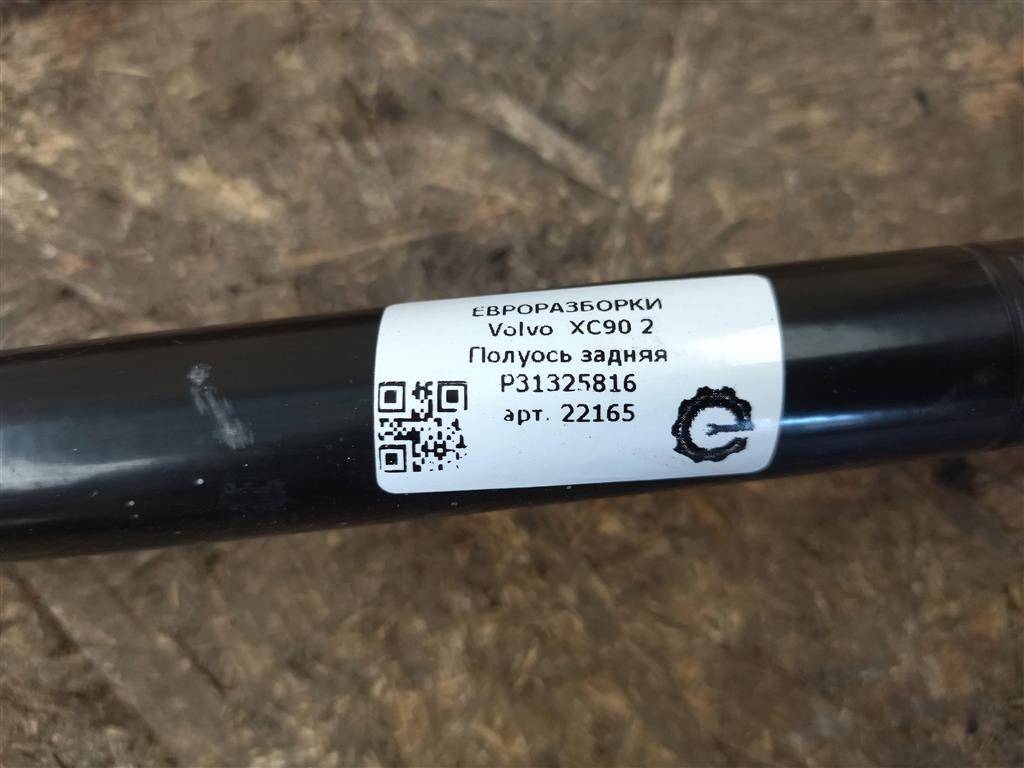 ЕВРОРАЗБОРКИ
Volvo XC90 2
Полуось задняя
P31325816
арт. 22165